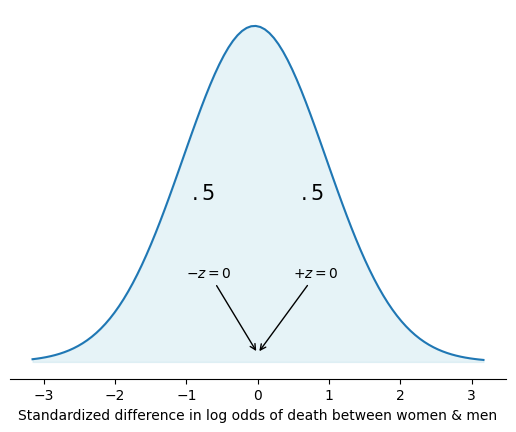 .5 .5
−z = 0 +z = 0
−3 −2 −1 0 1 2 3
Standardized difference in log odds of death between women & men